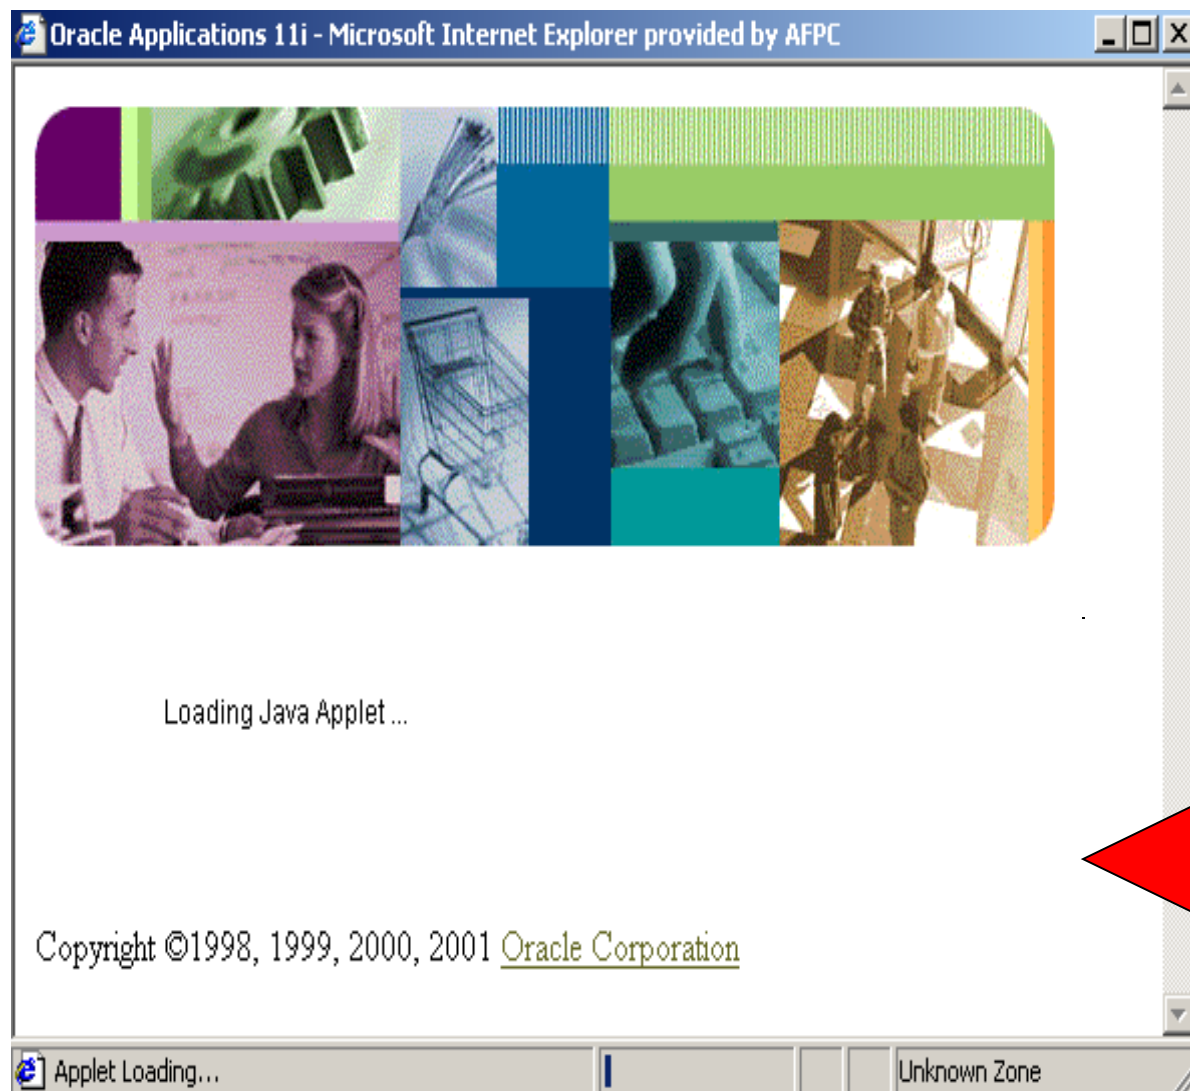 Oracle Applications 11i - Microsoft Internet Explorer provided by AFPC
Loading Java Applet ...
Copyright ©1998, 1999, 2000, 2001 Oracle Corporation
Applet Loading... Unknown Zone